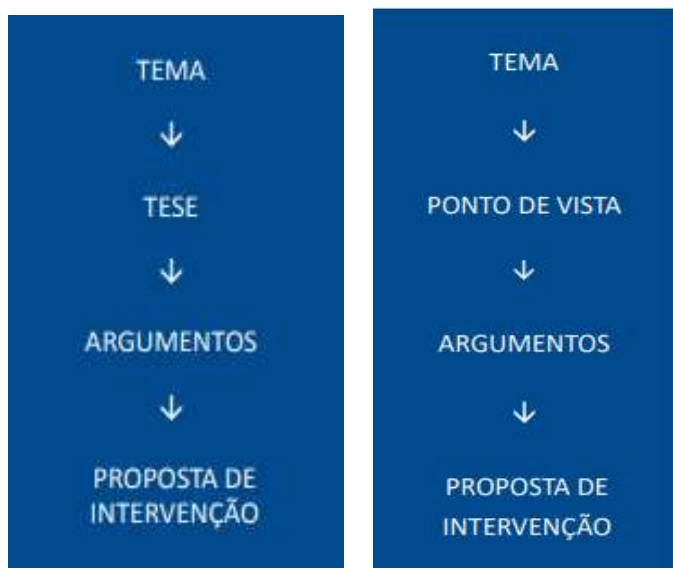 TEMA
↓
TESE
↓
ARGUMENTOS
↓
PROPOSTA DE
INTERVENÇÃO
TEMA
↓
PONTO DE VISTA
↓
ARGUMENTOS
↓
PROPOSTA DE
INTERVENÇÃO